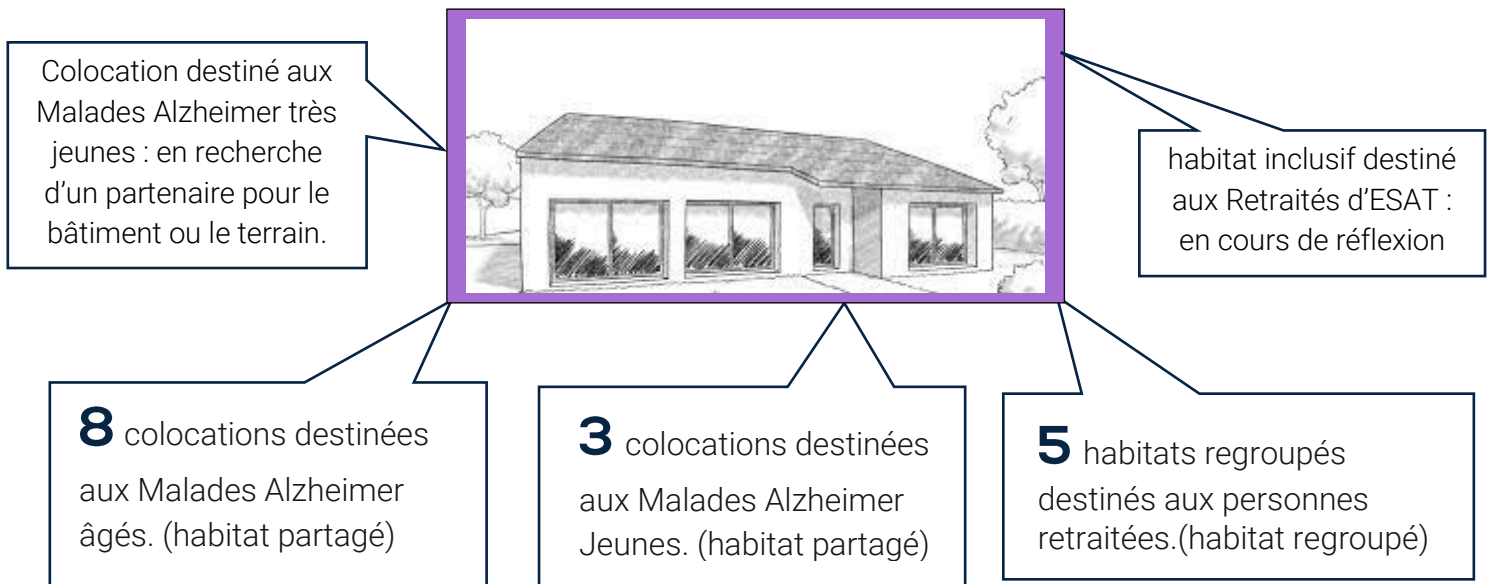 Colocation destiné aux
Malades Alzheimer très
jeunes : en recherche
d'un partenaire pour le
bâtiment ou le terrain.
habitat inclusif destiné
aux Retraités d'ESAT :
en cours de réflexion
8 colocations destinées
aux Malades Alzheimer
âgés. (habitat partagé)
3 colocations destinées
aux Malades Alzheimer
Jeunes. (habitat partagé)
5 habitats regroupés
destinés aux personnes
retraitées.(habitat regroupé)